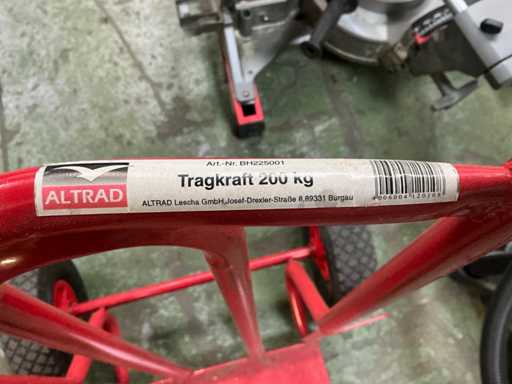 Art.-Nr. BH225001
Tragkraft 200 kg
ALTRAD
ALTRAD Lescha GmbH,Josef-Drexler-Straße 8,89331 Burgau